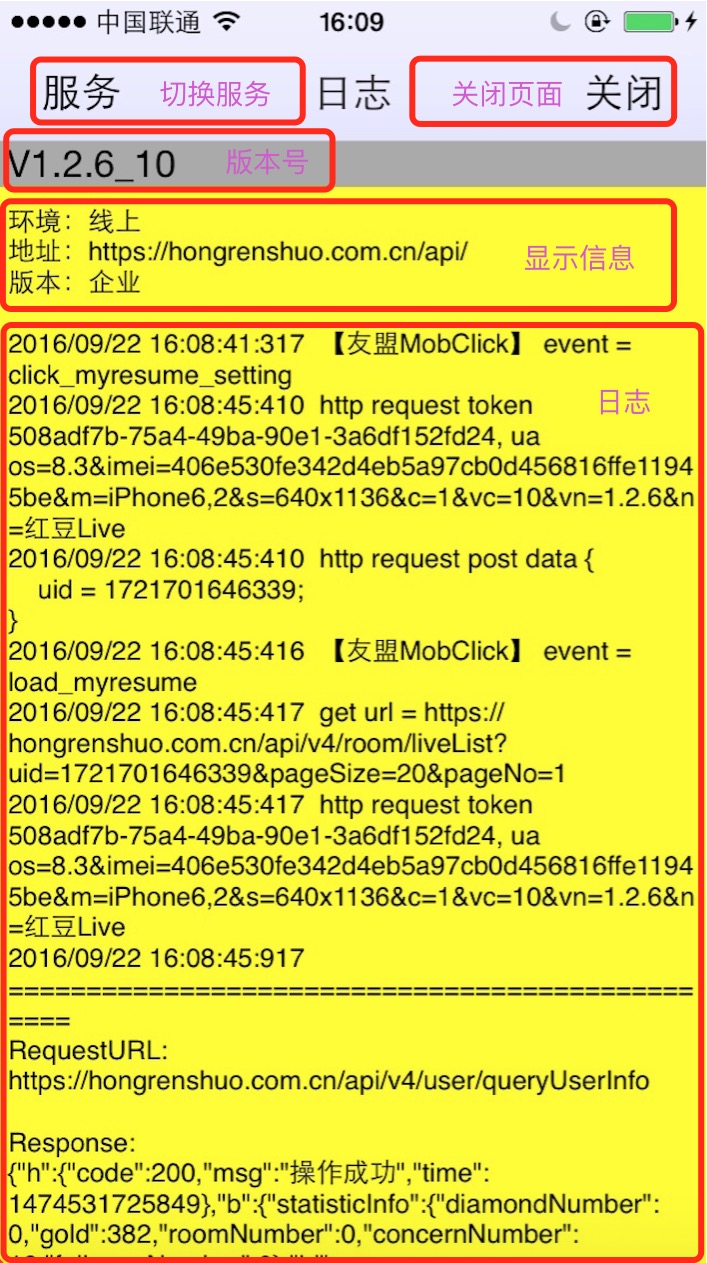 中国联通 16:09
服务 切换服务 日志 关闭页面 关闭
V1.2.6_10 版本号
环境：线上
地址：https://hongrenshuo.com.cn/api/
显示信息
版本：企业
2016/09/22 16:08:41:317 【友盟MobClick】 event =
click_myresume_setting
日志
2016/09/22 16:08:45:410 http request token
508adf7b-75a4-49ba-90e1-3a6df152fd24, ua
os=8.3&imei=406e530fe342d4eb5a97cb0d456816ffe1194
5be&m=iPhone6,2&s=640x1136&c=1&vc=10&vn=1.2.6&n
=红豆Live
2016/09/22 16:08:45:410 http request post data {
uid = 1721701646339;
}
2016/09/22 16:08:45:416 【友盟MobClick】 event =
load_myresume
2016/09/22 16:08:45:417 get url = https://
hongrenshuo.com.cn/api/v4/room/liveList?
uid=1721701646339&pageSize=20&pageNo=1
2016/09/22 16:08:45:417 http request token
508adf7b-75a4-49ba-90e1-3a6df152fd24, ua
os=8.3&imei=406e530fe342d4eb5a97cb0d456816ffe1194
5be&m=iPhone6,2&s=640x1136&c=1&vc=10&vn=1.2.6&n
=红豆Live
2016/09/22 16:08:45:917
============================================
====
RequestURL:
https://hongrenshuo.com.cn/api/v4/user/queryUserInfo
Response:
{"h":{"code":200,"msg":"操作成功","time":
1474531725849},"b":{"statisticInfo":{"diamondNumber":
0,"gold":382,"roomNumber":0,"concernNumber":